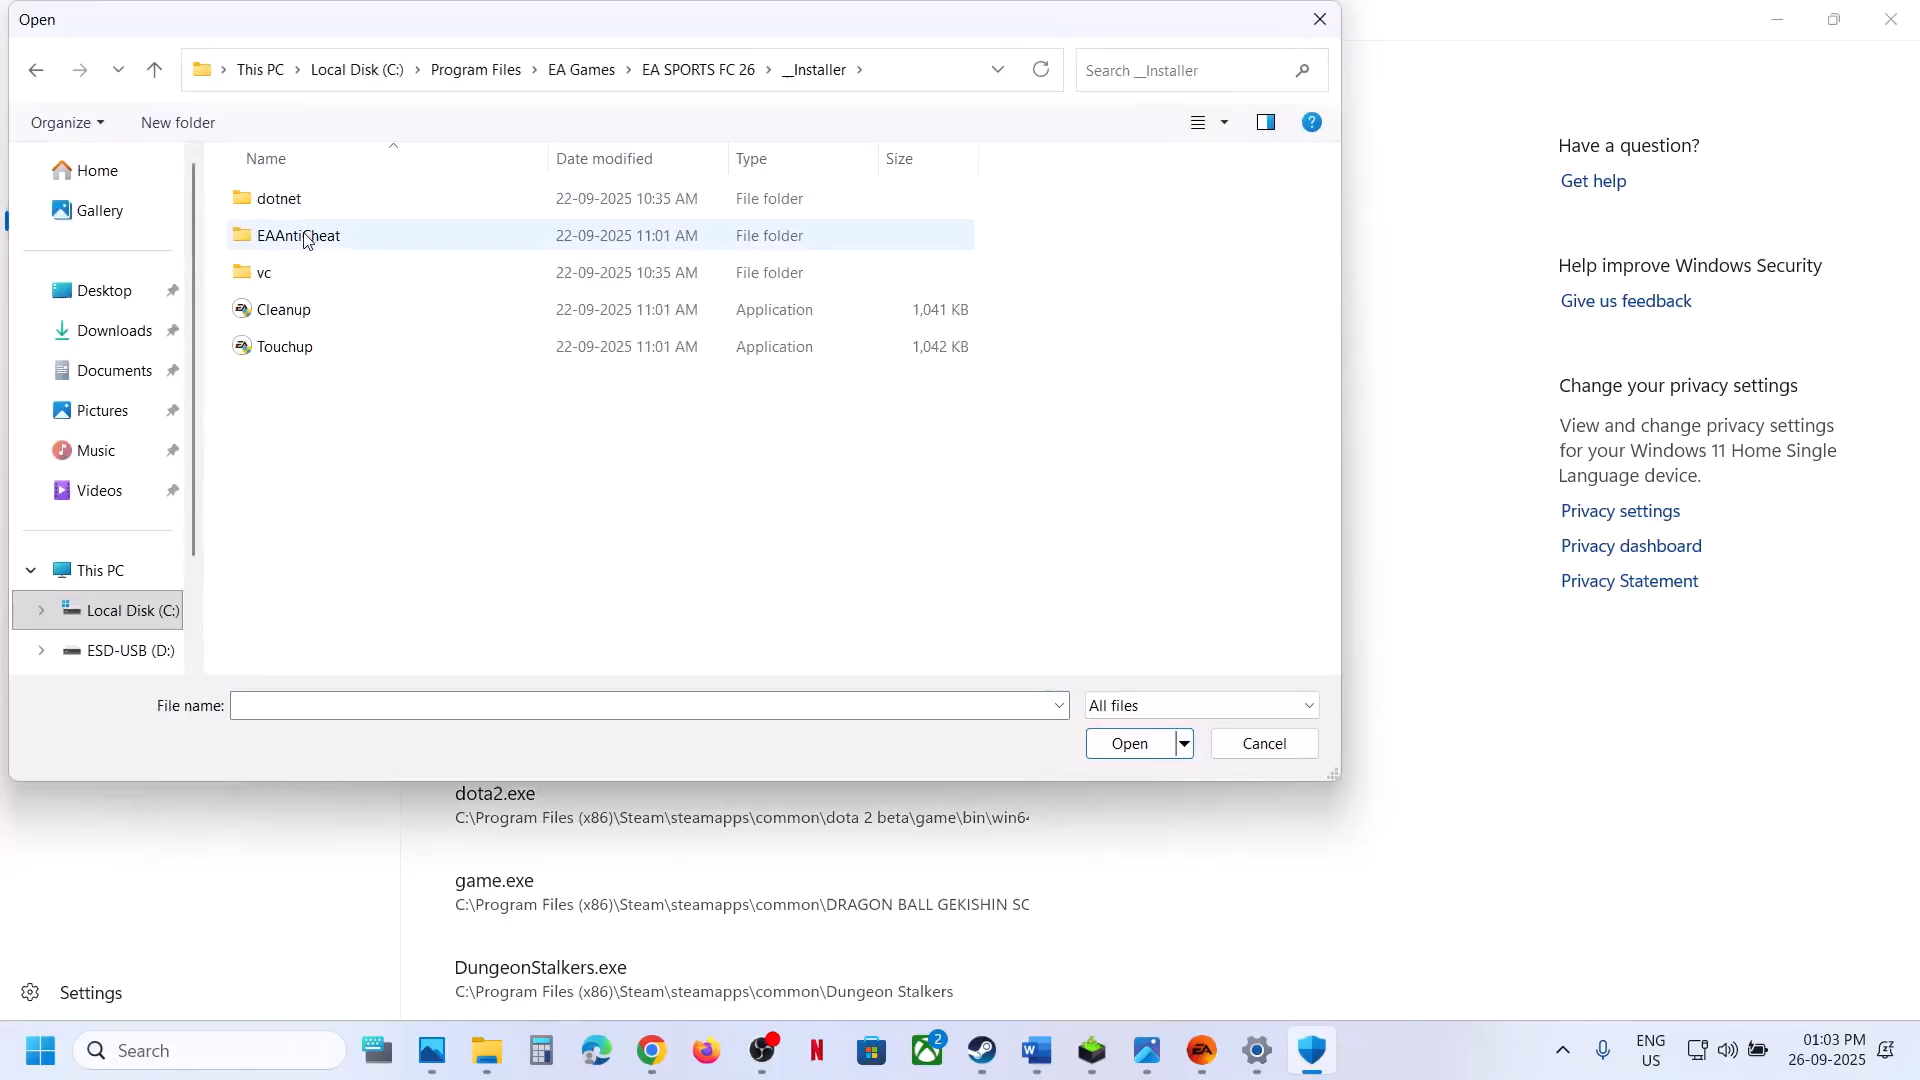 Open
This PC > Local Disk (C:) > Program Files > EA Games > EA SPORTS FC 26 > __Installer >
Search __Installer
Organize
New folder
Home
Gallery
Desktop
Downloads
Documents
Pictures
Music
Videos
This PC
Local Disk (C:)
ESD-USB (D:)
Name Date modified Type Size
dotnet 22-09-2025 10:35 AM File folder
EAAntiCheat 22-09-2025 11:01 AM File folder
vc 22-09-2025 10:35 AM File folder
Cleanup 22-09-2025 11:01 AM Application 1,041 KB
Touchup 22-09-2025 11:01 AM Application 1,042 KB
File name:
All files
Open
Cancel
Have a question?
Get help
Help improve Windows Security
Give us feedback
Change your privacy settings
View and change privacy settings
for your Windows 11 Home Single
Language device.
Privacy settings
Privacy dashboard
Privacy Statement
dota2.exe
C:\Program Files (x86)\Steam\steamapps\common\dota 2 beta\game\bin\win64
game.exe
C:\Program Files (x86)\Steam\steamapps\common\DRAGON BALL GEKISHIN SC
DungeonStalkers.exe
C:\Program Files (x86)\Steam\steamapps\common\Dungeon Stalkers
Settings
Search
2
ENG
US
01:03 PM
26-09-2025